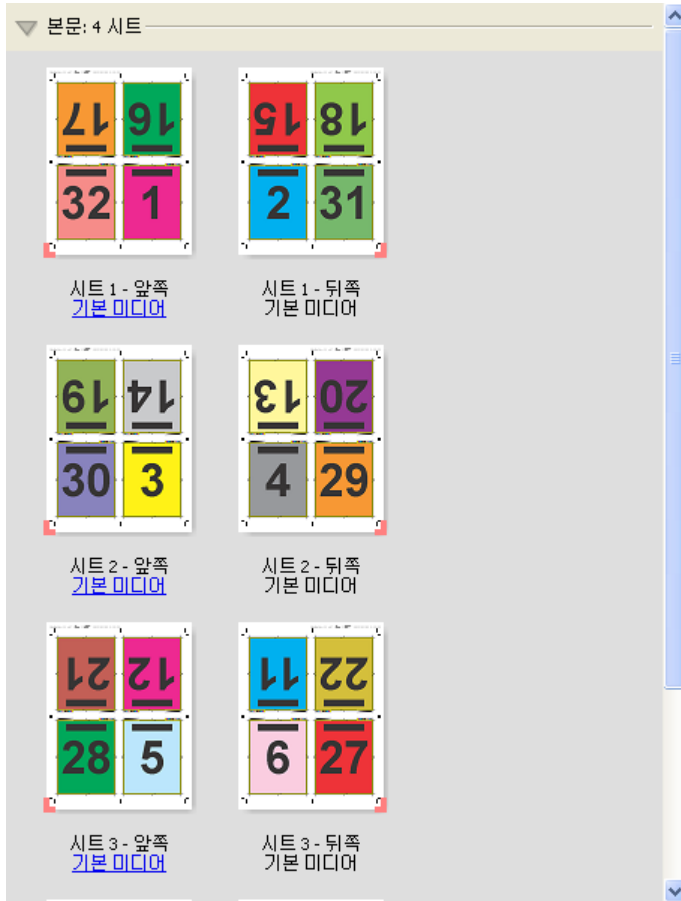 본문: 4 시트
17 16
32 1
15 18
2 31
시트 1 - 앞쪽
기본 미디어
시트 1 - 뒤쪽
기본 미디어
19 14
30 3
13 20
4 29
시트 2 - 앞쪽
기본 미디어
시트 2 - 뒤쪽
기본 미디어
21 12
28 5
11 22
6 27
시트 3 - 앞쪽
기본 미디어
시트 3 - 뒤쪽
기본 미디어